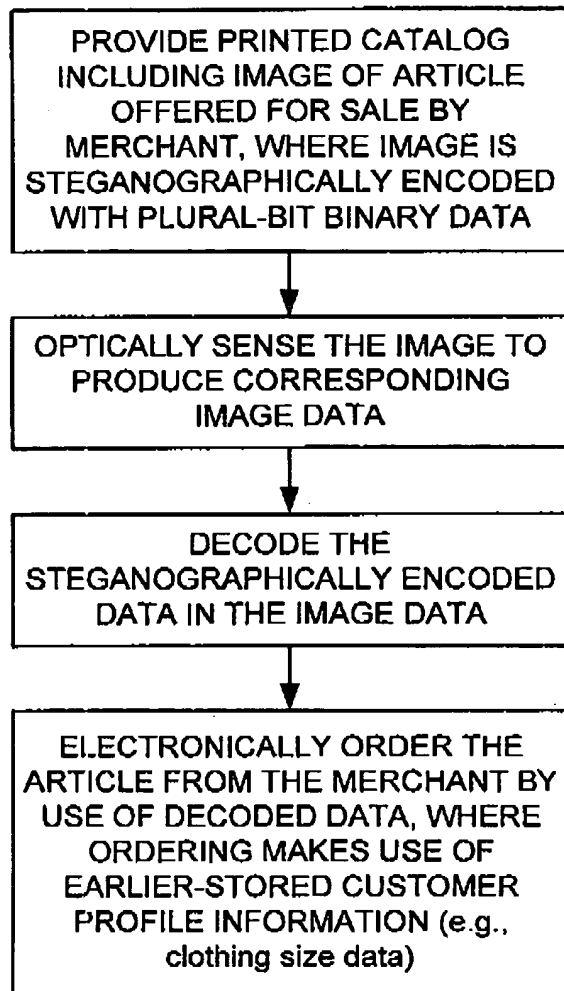 PROVIDE PRINTED CATALOG
INCLUDING IMAGE OF ARTICLE
OFFERED FOR SALE BY
MERCHANT, WHERE IMAGE IS
STEGANOGRAPHICALLY ENCODED
WITH PLURAL-BIT BINARY DATA
OPTICALLY SENSE THE IMAGE TO
PRODUCE CORRESPONDING
IMAGE DATA
DECODE THE
STEGANOGRAPHICALLY ENCODED
DATA IN THE IMAGE DATA
ELECTRONICALLY ORDER THE
ARTICLE FROM THE MERCHANT BY
USE OF DECODED DATA, WHERE
ORDERING MAKES USE OF
EARLIER-STORED CUSTOMER
PROFILE INFORMATION (e.g.,
clothing size data)